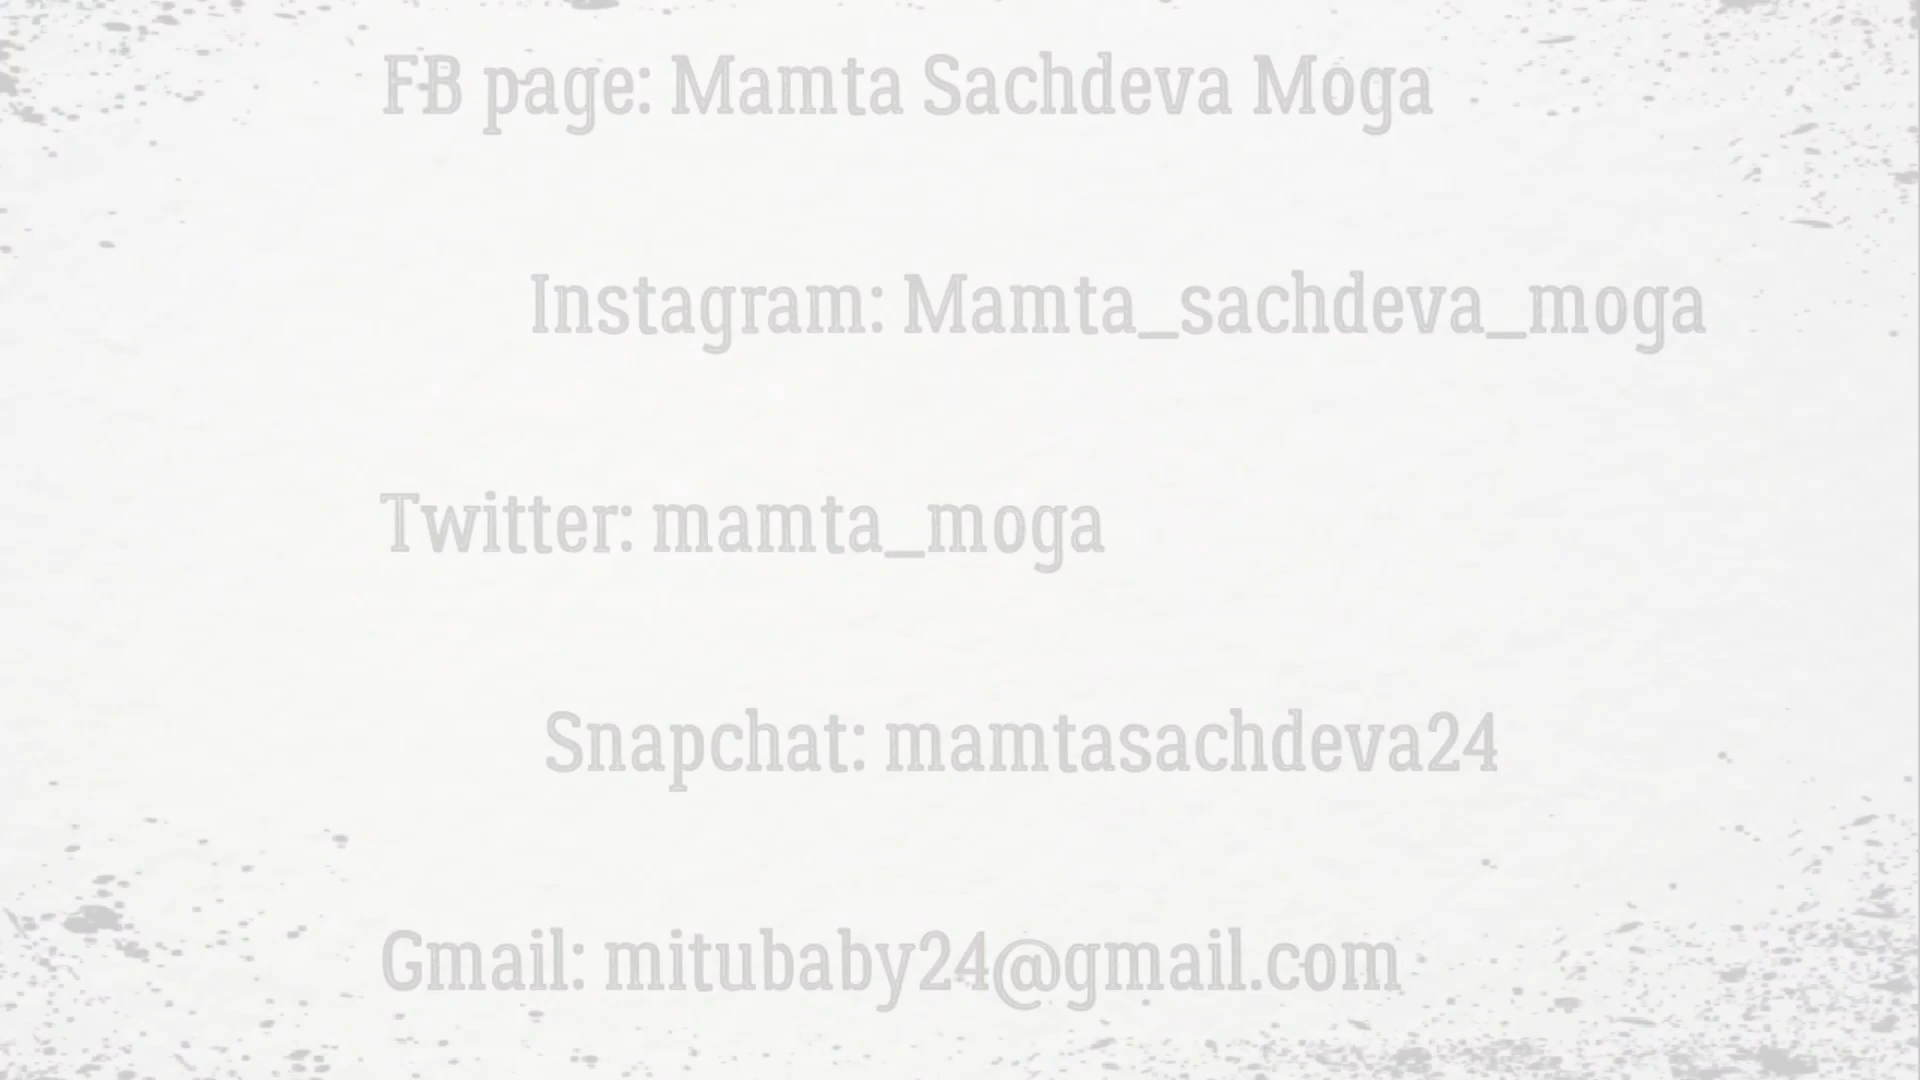 FB page: Mamta Sachdeva Moga
Instagram: Mamta_sachdeva_moga
Twitter: mamta_moga
Snapchat: mamtasachdeva24
Gmail: mitubaby24@gmail.com